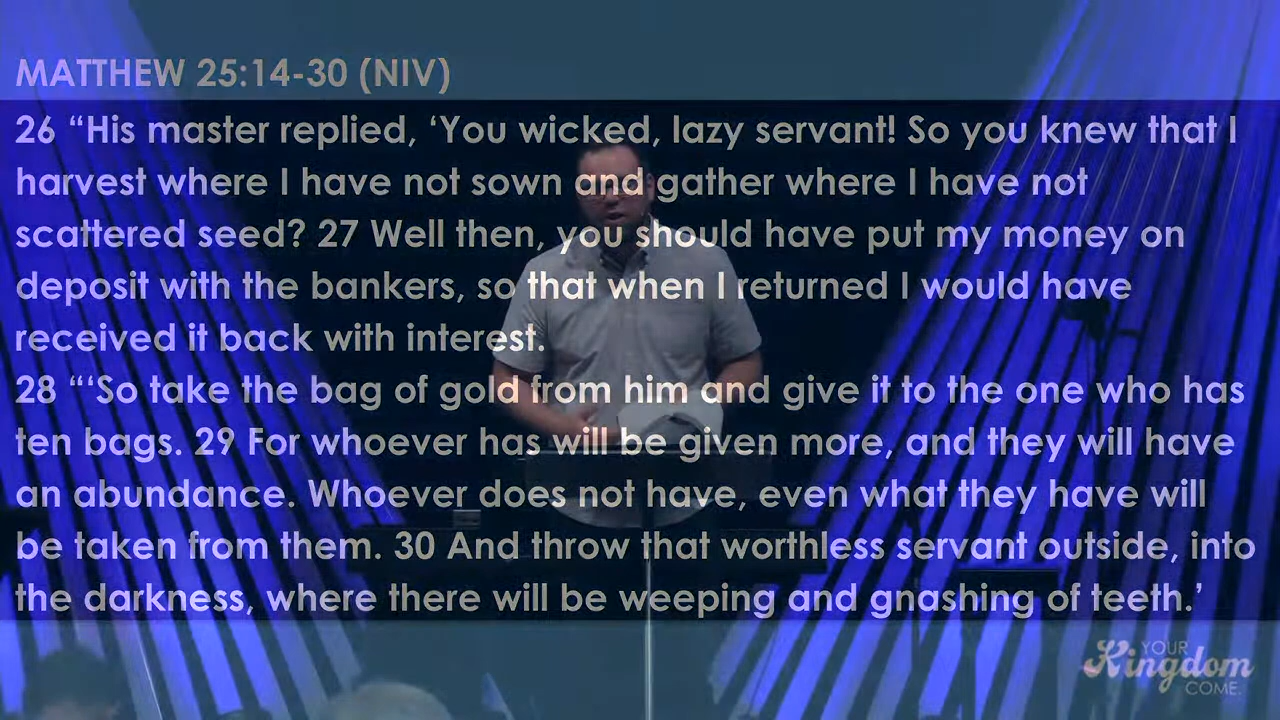 MATTHEW 25:14-30 (NIV)
26 “His master replied, ‘You wicked, lazy servant! So you knew that I
harvest where I have not sown and gather where I have not
scattered seed? 27 Well then, you should have put my money on
deposit with the bankers, so that when I returned I would have
received it back with interest.
28 “‘So take the bag of gold from him and give it to the one who has
ten bags. 29 For whoever has will be given more, and they will have
an abundance. Whoever does not have, even what they have will
be taken from them. 30 And throw that worthless servant outside, into
the darkness, where there will be weeping and gnashing of teeth.’
YOUR
Kingdom
COME.